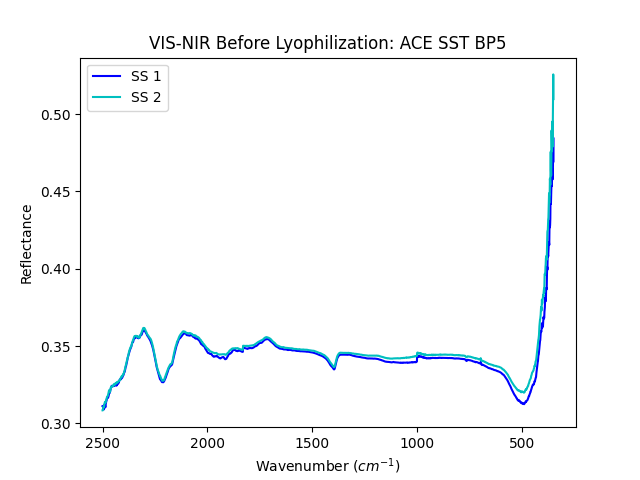 VIS-NIR Before Lyophilization: ACE SST BP5
SS 1
SS 2
0.50
0.45
0.40
0.35
0.30
Reflectance
2500 2000 1500 1000 500
Wavenumber (cm⁻¹)